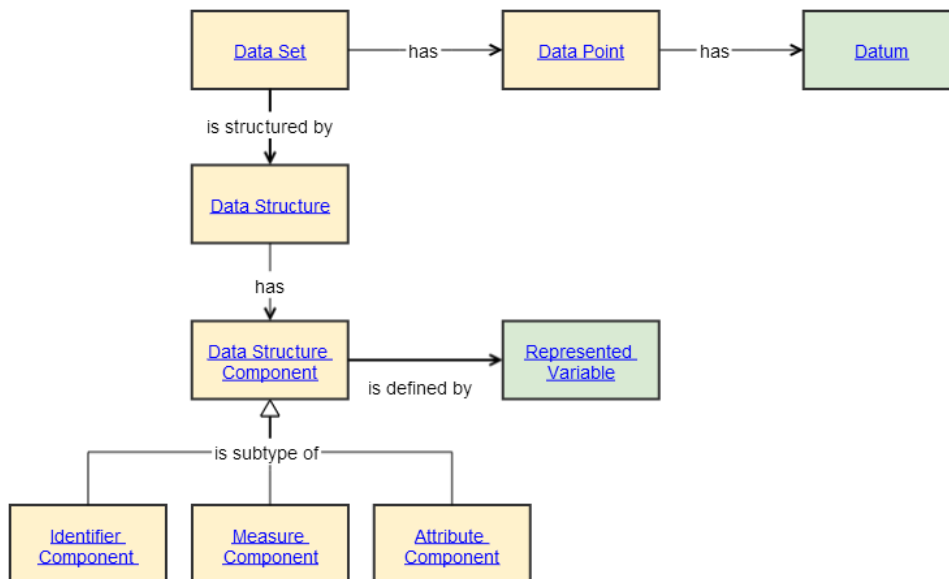 Data Set
has
Data Point
has
Datum
is structured by
Data Structure
has
Data Structure
Component
is defined by
Represented
Variable
is subtype of
Identifier
Component
Measure
Component
Attribute
Component